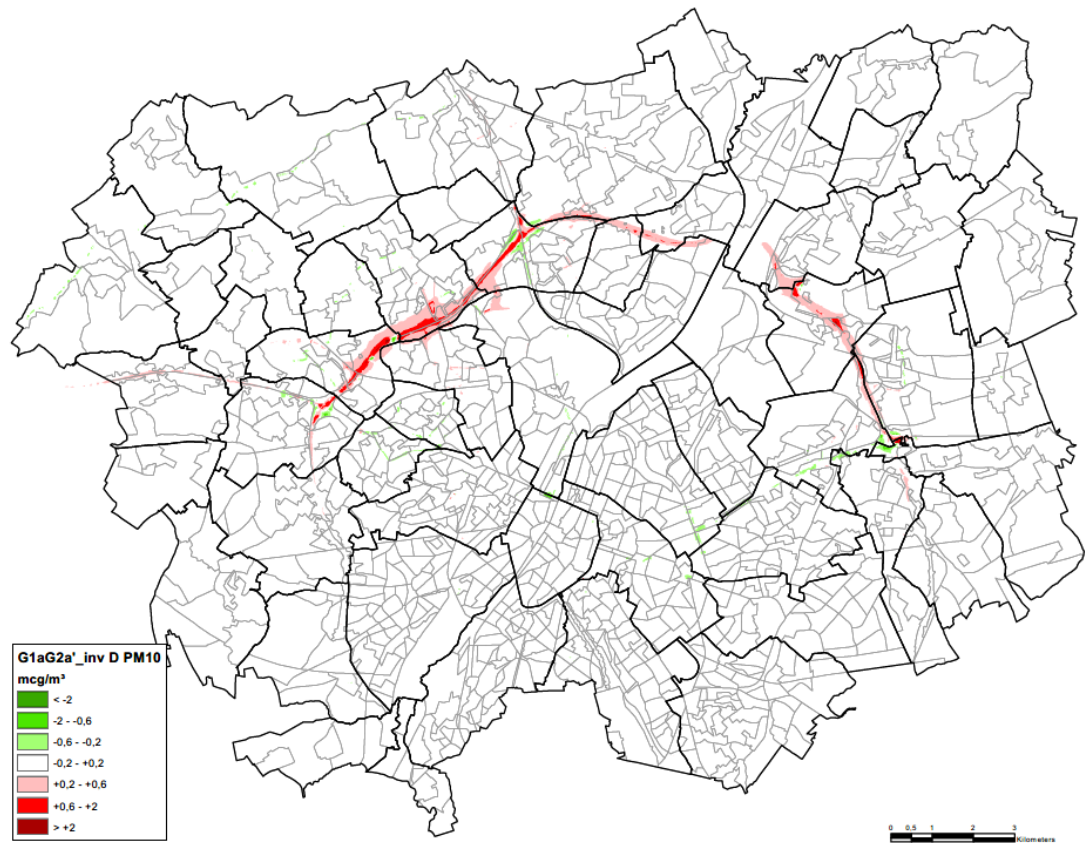 G1aG2a'_inv D PM10
mcg/m³
< -2
-2 - -0,6
-0,6 - -0,2
-0,2 - +0,2
+0,2 - +0,6
+0,6 - +2
> +2
0 0,5 1 2 3
Kilometers